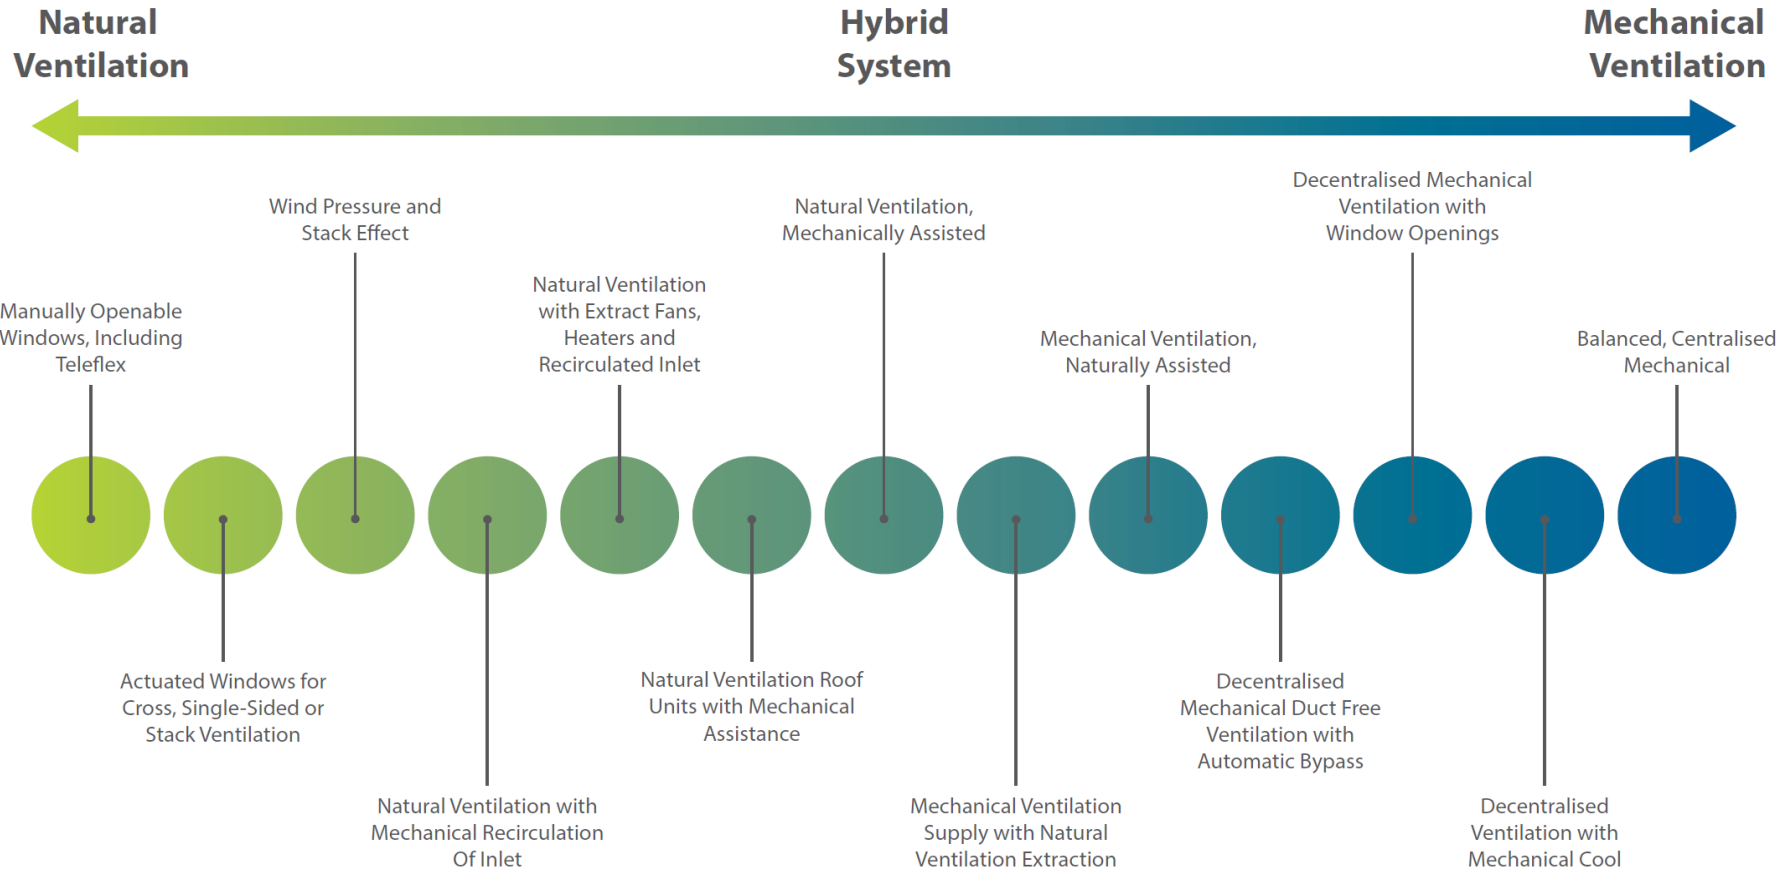 Natural
Ventilation
Hybrid
System
Mechanical
Ventilation
Manually Openable
Windows, Including
Teleflex
Actuated Windows for
Cross, Single-Sided or
Stack Ventilation
Wind Pressure and
Stack Effect
Natural Ventilation with
Mechanical Recirculation
Of Inlet
Natural Ventilation
with Extract Fans,
Heaters and
Recirculated Inlet
Natural Ventilation Roof
Units with Mechanical
Assistance
Natural Ventilation,
Mechanically Assisted
Mechanical Ventilation
Supply with Natural
Ventilation Extraction
Mechanical Ventilation,
Naturally Assisted
Decentralised
Mechanical Duct Free
Ventilation with
Automatic Bypass
Decentralised Mechanical
Ventilation with
Window Openings
Decentralised
Ventilation with
Mechanical Cool
Balanced, Centralised
Mechanical